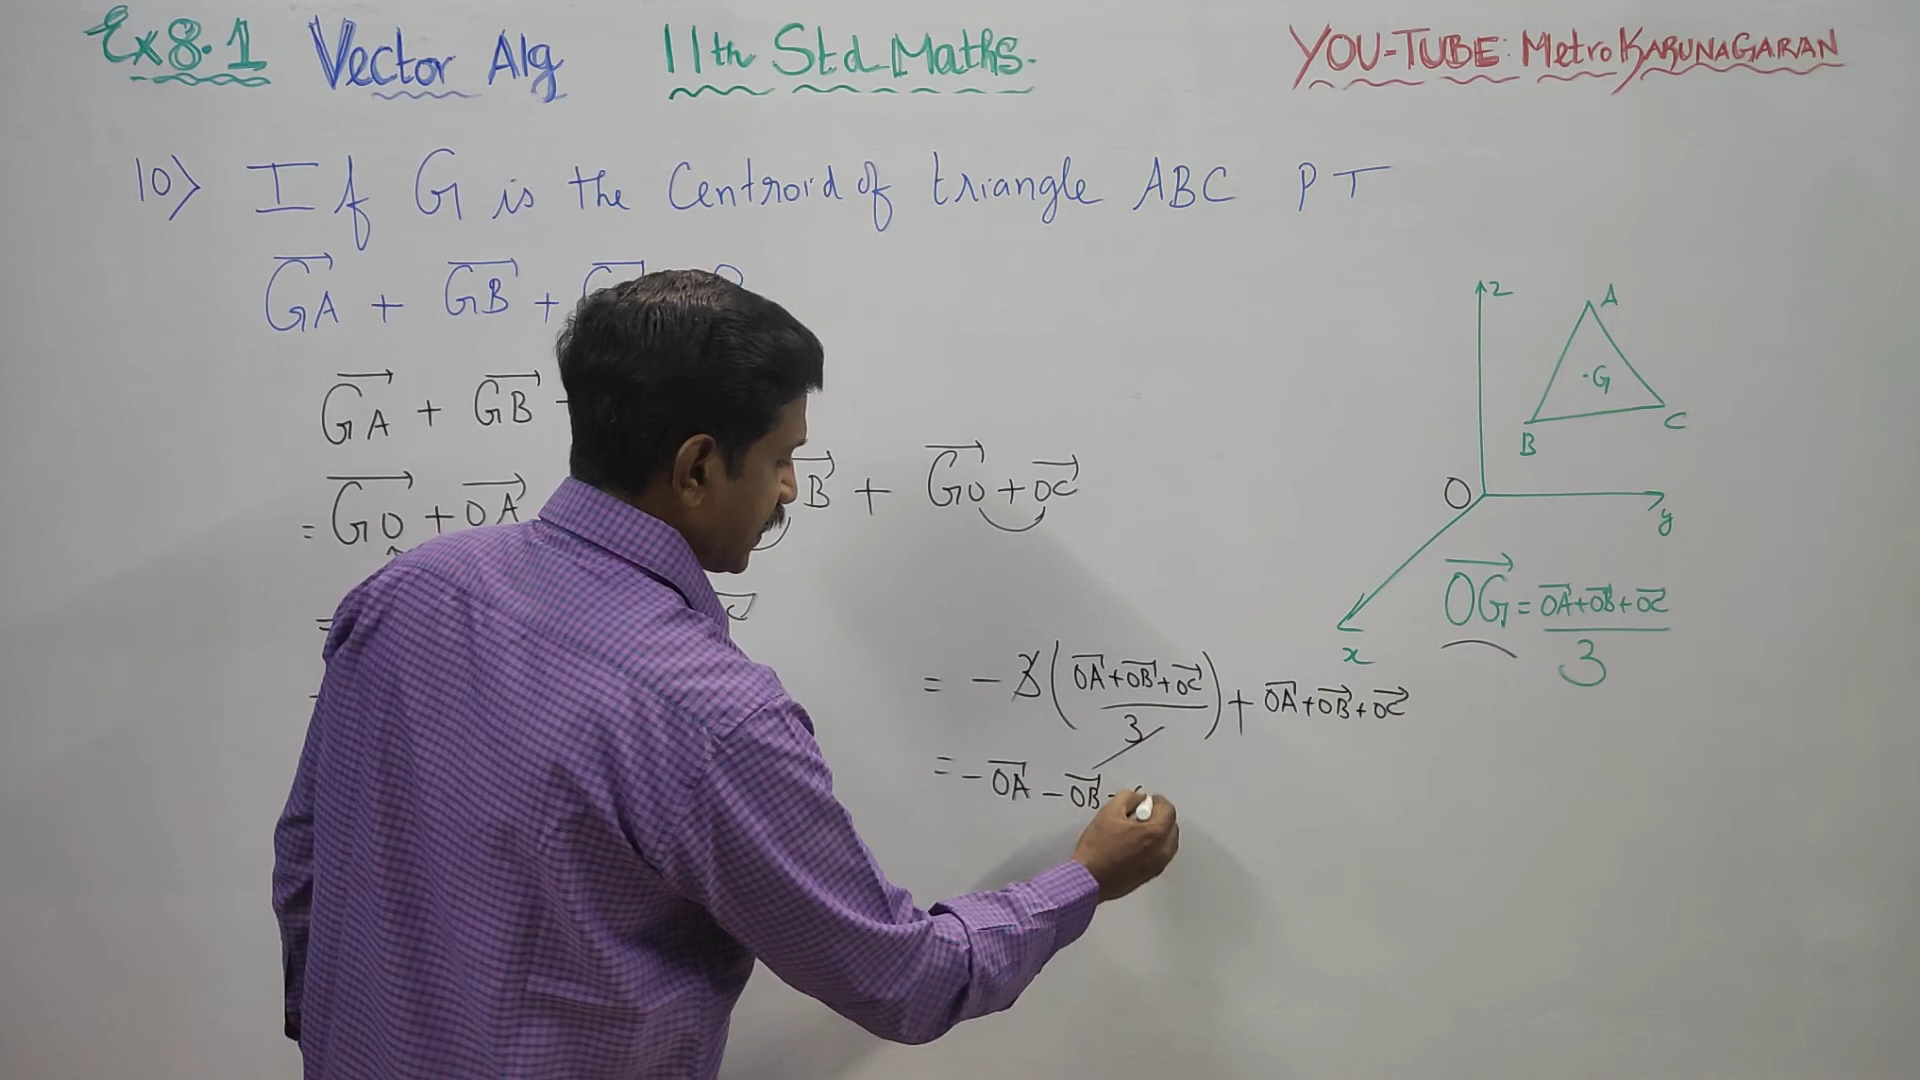 Ex 8.1 Vector Alg 11th Std Maths. YOU-TUBE: Metro KARUNAGARAN
10) If G is the Centroid of triangle ABC PT
GA + GB +
GA + GB
= GO + OA B + GO + OC
=
z
A
G
B
C
O
y
x
OG = OA+OB+OC / 3
= -3(OA+OB+OC / 3) + OA+OB+OC
= -OA - OB -